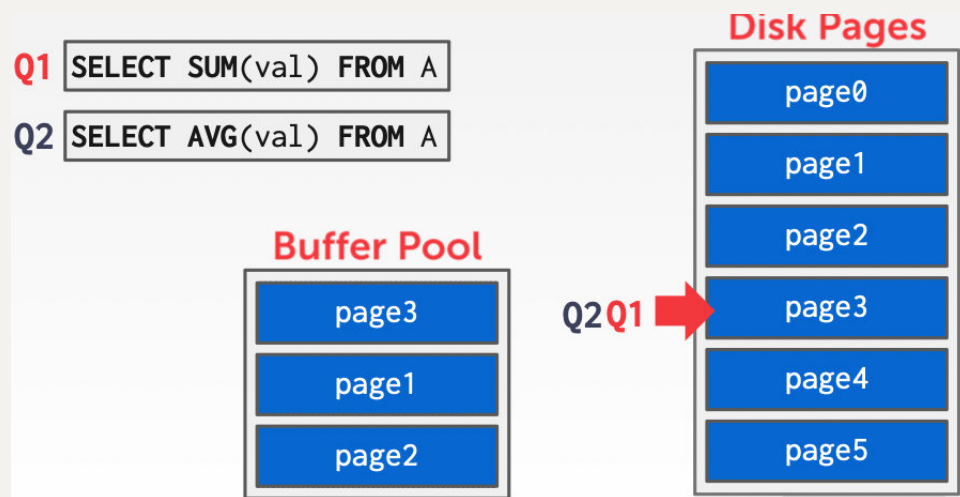 Q1 SELECT SUM(val) FROM A
Q2 SELECT AVG(val) FROM A
Buffer Pool
page3
page1
page2
Q2 Q1
Disk Pages
page0
page1
page2
page3
page4
page5